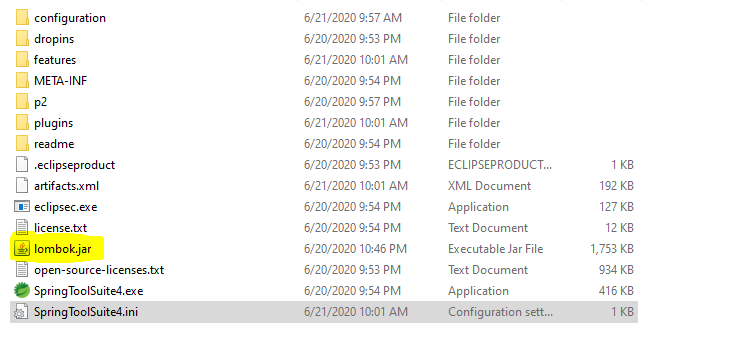 configuration 6/21/2020 9:57 AM File folder
dropins 6/20/2020 9:53 PM File folder
features 6/21/2020 10:01 AM File folder
META-INF 6/20/2020 9:54 PM File folder
p2 6/20/2020 9:57 PM File folder
plugins 6/21/2020 10:01 AM File folder
readme 6/20/2020 9:54 PM File folder
.eclipseproduct 6/20/2020 9:53 PM ECLIPSEPRODUCT... 1 KB
artifacts.xml 6/21/2020 10:01 AM XML Document 192 KB
eclipsec.exe 6/20/2020 9:54 PM Application 127 KB
license.txt 6/20/2020 9:54 PM Text Document 12 KB
lombok.jar 6/20/2020 10:46 PM Executable Jar File 1,753 KB
open-source-licenses.txt 6/20/2020 9:53 PM Text Document 934 KB
SpringToolSuite4.exe 6/20/2020 9:54 PM Application 416 KB
SpringToolSuite4.ini 6/21/2020 10:01 AM Configuration sett... 1 KB